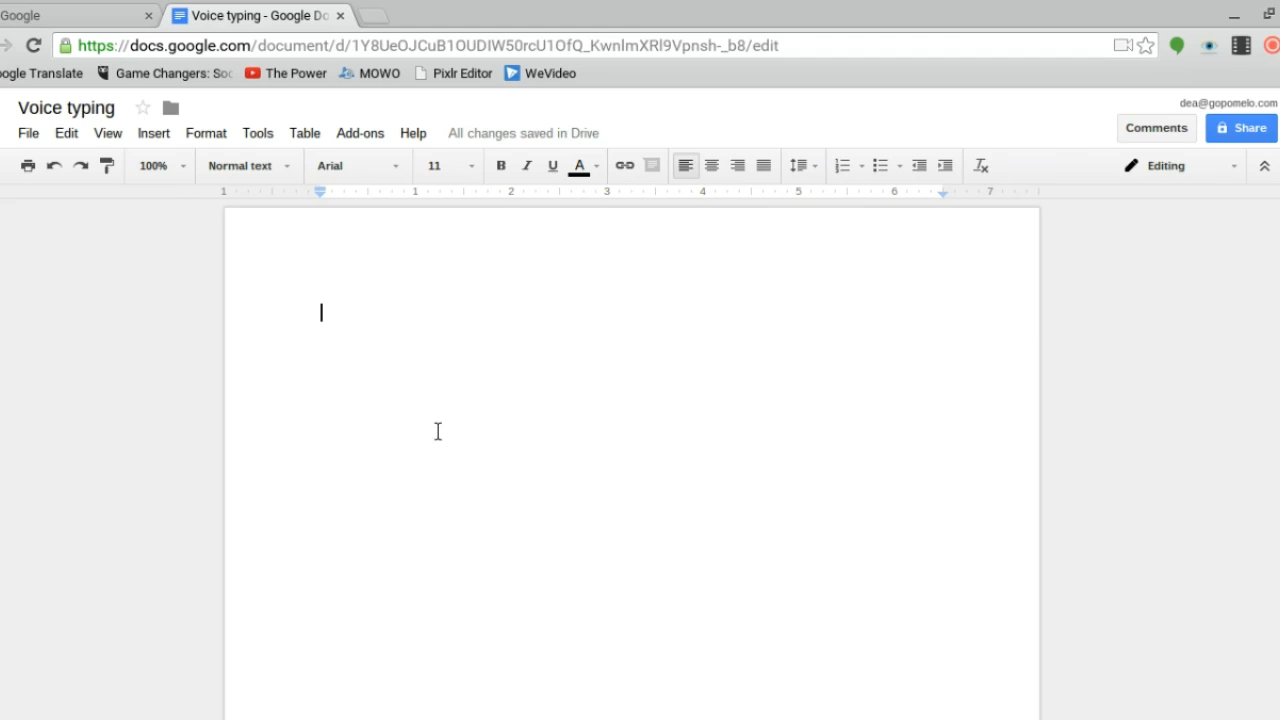 Google Voice typing - Google Do
https://docs.google.com/document/d/1Y8UeOJCuB1OUDIW50rcU1OfQ_KwnlmXRl9Vpnsh-_b8/edit
ogle Translate Game Changers: Soc The Power MOWO Pixlr Editor WeVideo
Voice typing dea@gopomelo.com
File Edit View Insert Format Tools Table Add-ons Help All changes saved in Drive Comments Share
100% Normal text Arial 11 B I U A Editing
1 1 2 3 4 5 6 7